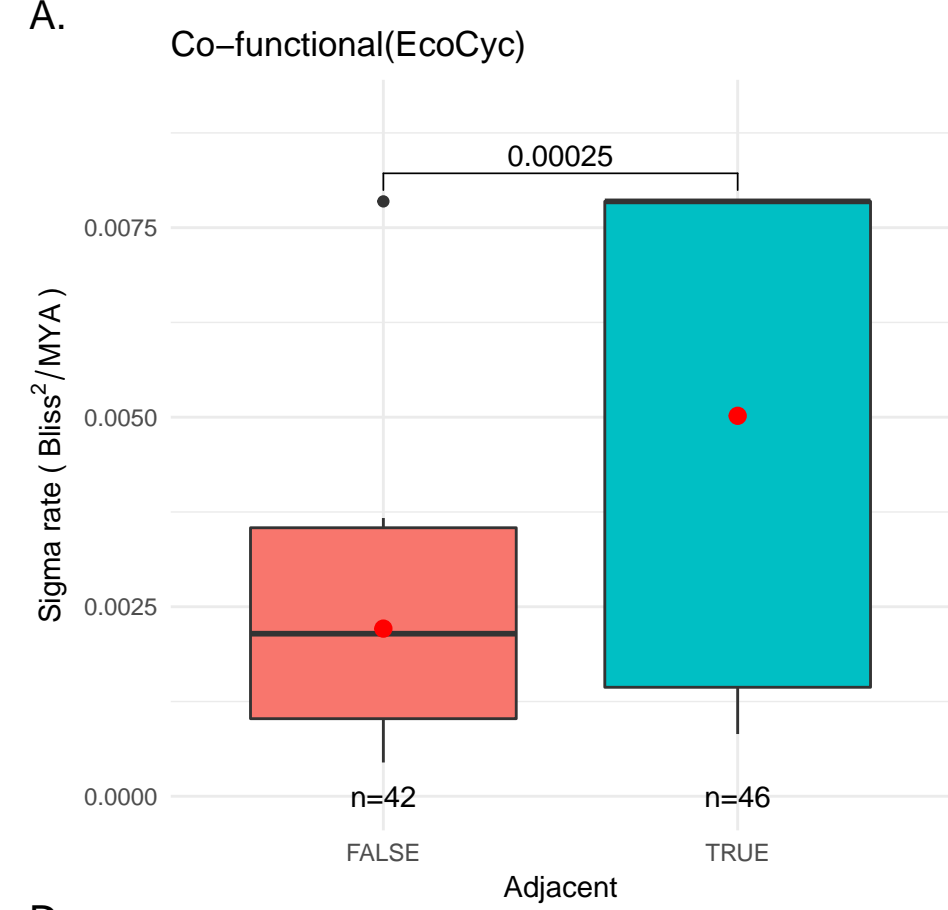 A.
Co−functional(EcoCyc)
0.00025
0.0075
0.0050
0.0025
0.0000
Sigma rate ( Bliss²/MYA )
n=42
n=46
FALSE
TRUE
Adjacent